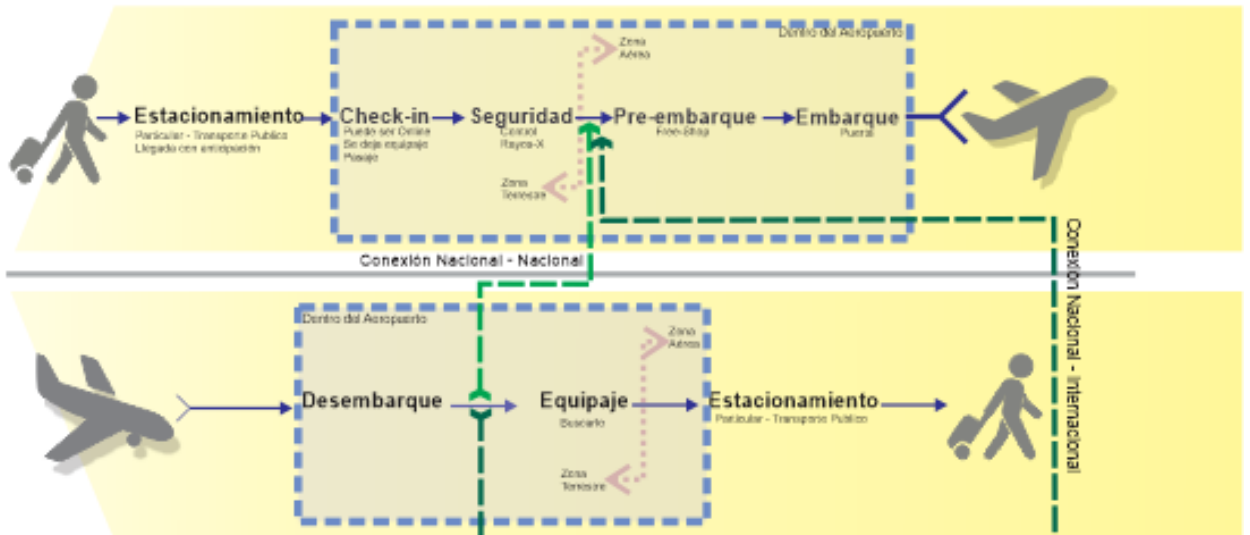 Dentro del Aeropuerto
Zona
Aérea
Estacionamiento
Particular - Transporte Publico
Llegada con anticipación
Check-in
Puede ser Online
Se deja equipaje
Pasaje
Seguridad
Control
Rayos-X
Pre-embarque
Free-Shop
Embarque
Puerta
Zona
Terrestre
Conexión Nacional - Nacional
Conexión Nacional - Internacional
Dentro del Aeropuerto
Zona
Aérea
Desembarque
Equipaje
Buscarlo
Estacionamiento
Particular - Transporte Publico
Zona
Terrestre